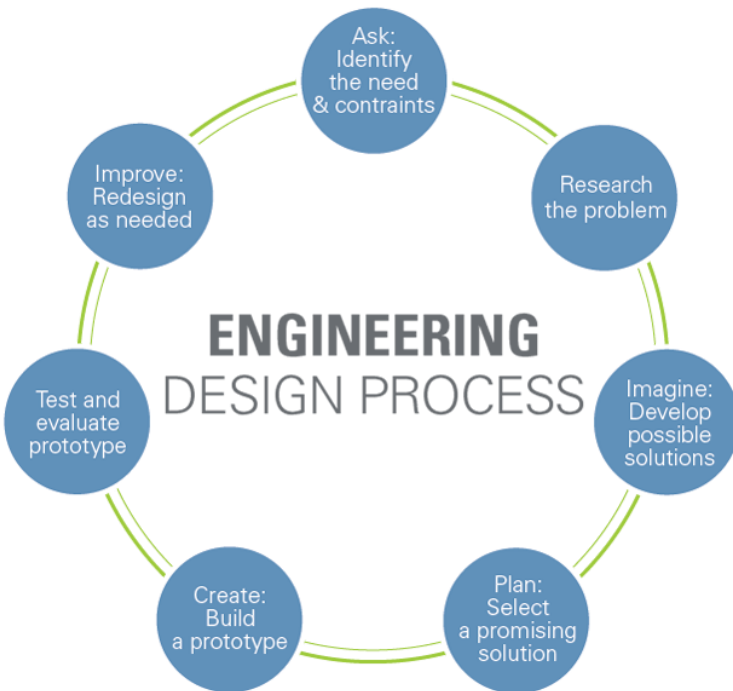 Ask:
Identify
the need
& contraints
Research
the problem
Imagine:
Develop
possible
solutions
Plan:
Select
a promising
solution
Create:
Build
a prototype
Test and
evaluate
prototype
Improve:
Redesign
as needed
ENGINEERING
DESIGN PROCESS